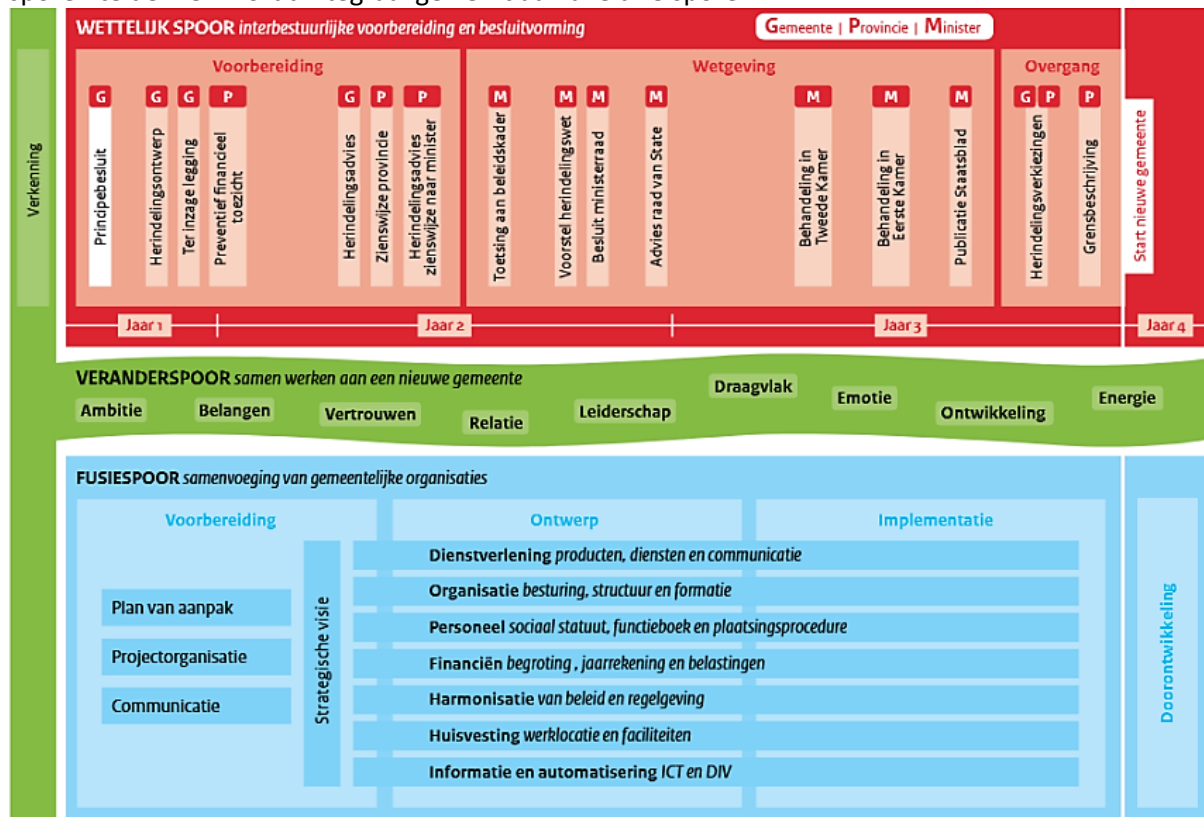 WETTELIJK SPOOR interbestuurlijke voorbereiding en besluitvorming
Gemeente | Provincie | Minister
Verkenning
Voorbereiding
Wetgeving
Overgang
G
G
G
P
G
P
P
M
M
M
M
M
M
M
G
P
P
Principebesluit
Herindelingsontwerp
Ter inzage legging
Preventief financieel
toezicht
Herindelingsadvies
Zienswijze provincie
Herindelingsadvies
zienswijze naar minister
Toetsing aan beleidskader
Voorstel herindelingswet
Besluit ministerraad
Advies raad van State
Behandeling in
Tweede Kamer
Behandeling in
Eerste Kamer
Publicatie Staatsblad
Herindelingsverkiezingen
Grensbeschrijving
Start nieuwe gemeente
Jaar 1
Jaar 2
Jaar 3
Jaar 4
VERANDERSPOOR samen werken aan een nieuwe gemeente
Ambitie
Belangen
Vertrouwen
Relatie
Leiderschap
Draagvlak
Emotie
Ontwikkeling
Energie
FUSIESPOOR samenvoeging van gemeentelijke organisaties
Voorbereiding
Ontwerp
Implementatie
Plan van aanpak
Projectorganisatie
Communicatie
Strategische visie
Dienstverlening producten, diensten en communicatie
Organisatie besturing, structuur en formatie
Personeel sociaal statuut, functieboek en plaatsingsprocedure
Financiën begroting , jaarrekening en belastingen
Harmonisatie van beleid en regelgeving
Huisvesting werklocatie en faciliteiten
Informatie en automatisering ICT en DIV
Doorontwikkeling